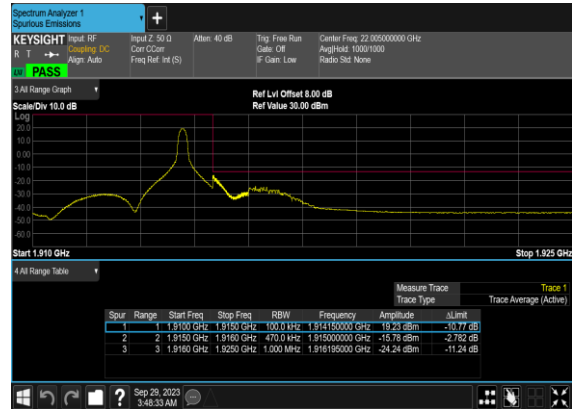 Spectrum Analyzer 1
Spurious Emissions
KEYSIGHT Input: RF Input Z: 50 Ω Atten: 40 dB Trig: Free Run Center Freq: 22.005000000 GHz
R T Coupling: DC Corr CCorr Gate: Off Avg|Hold: 1000/1000
Align: Auto Freq Ref: Int (S) IF Gain: Low Radio Std: None
LW PASS
3 All Range Graph
Ref Lvl Offset 8.00 dB
Scale/Div 10.0 dB Ref Value 30.00 dBm
Log
20.0
10.0
0.00
-10.0
-20.0
-30.0
-40.0
-50.0
-60.0
Start 1.910 GHz Stop 1.925 GHz
4 All Range Table
Measure Trace Trace 1
Trace Type Trace Average (Active)
Spur Range Start Freq Stop Freq RBW Frequency Amplitude ΔLimit
1 1 1.9100 GHz 1.9150 GHz 100.0 kHz 1.914150000 GHz 19.23 dBm -10.77 dB
2 2 1.9150 GHz 1.9160 GHz 470.0 kHz 1.915000000 GHz -15.78 dBm -2.782 dB
3 3 1.9160 GHz 1.9250 GHz 1.000 MHz 1.916195000 GHz -24.24 dBm -11.24 dB
? Sep 29, 2023
3:48:33 AM